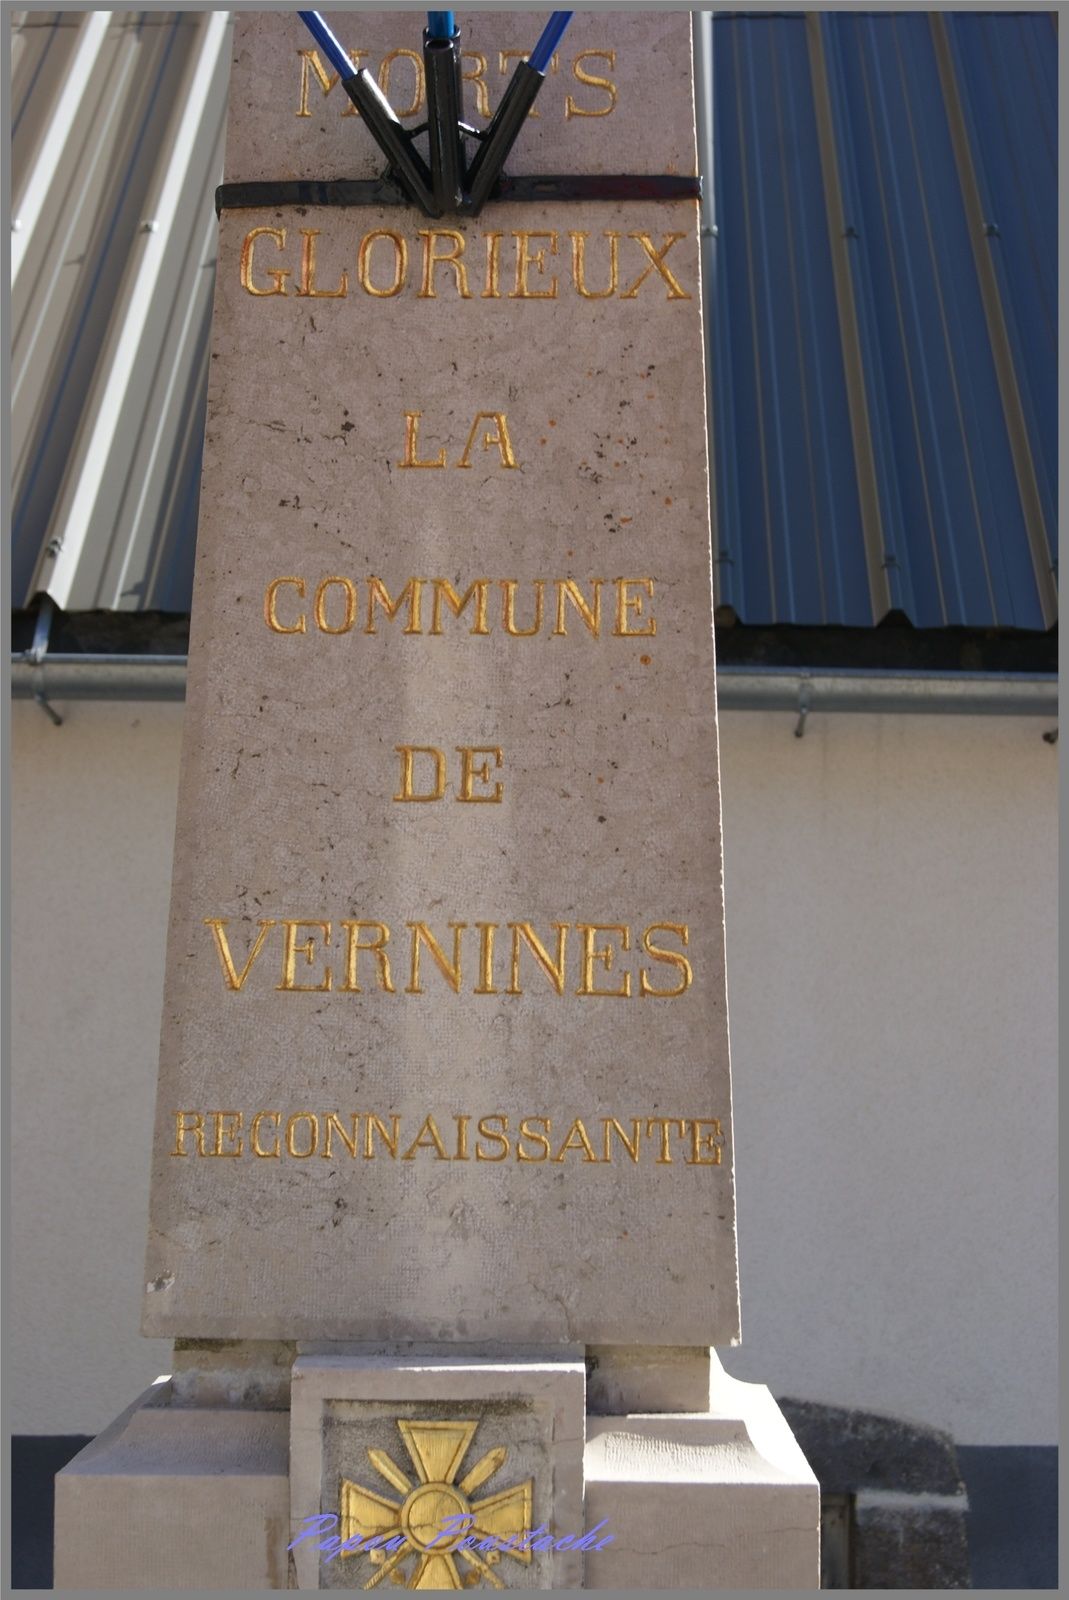 MORTS
GLORIEUX
LA
COMMUNE
DE
VERNINES
RECONNAISSANTE
Papou Poustache